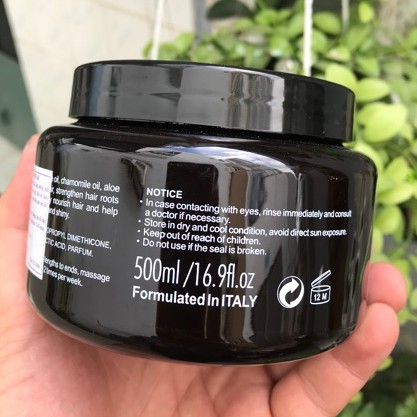 oil, chamomile oil, aloe
strengthen hair roots
nourish hair and help
and shiny.
DIMETHICONE,
ACID, PARFUM.
lengths to ends, massage
2 times per week.
NOTICE
• In case contacting with eyes, rinse immediately and consult
a doctor if necessary.
• Store in dry and cool condition, avoid direct sun exposure.
• Keep out of reach of children.
• Do not use if the seal is broken.
500ml /16.9fl.oz
Formulated In ITALY
12 M